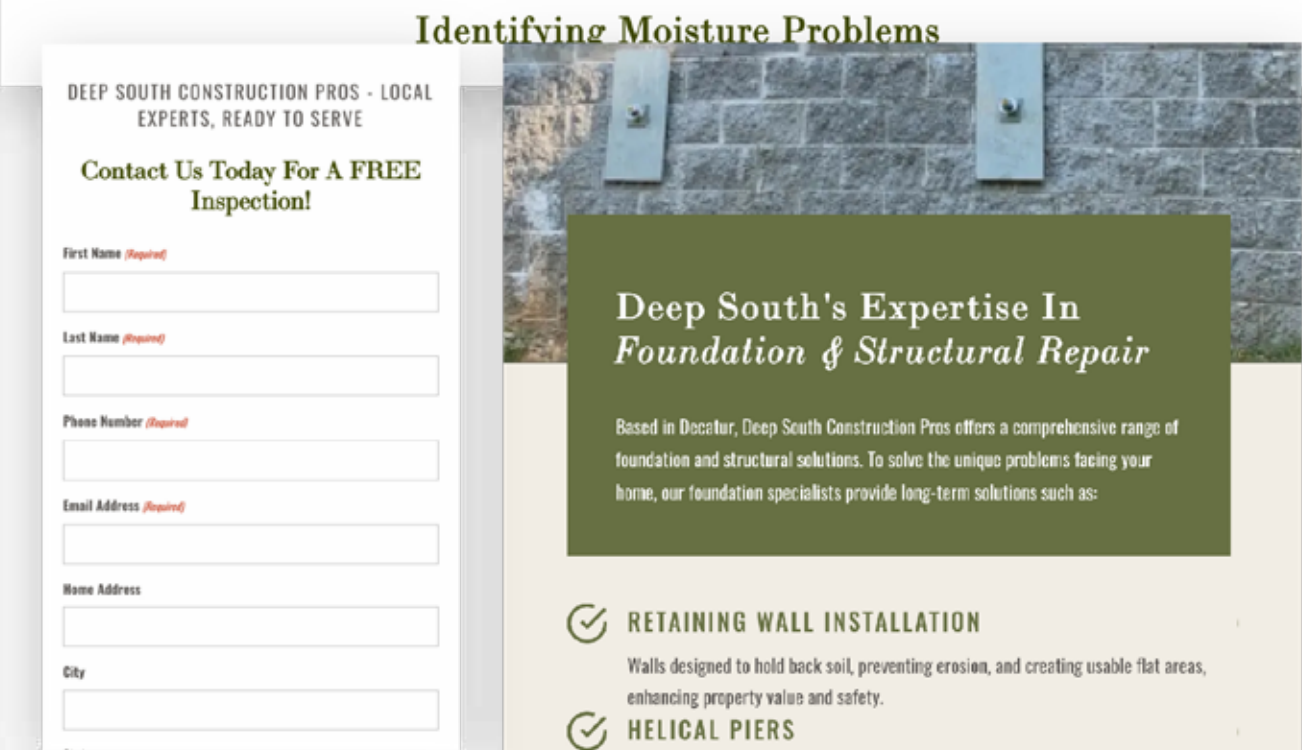 Identifying Moisture Problems
DEEP SOUTH CONSTRUCTION PROS - LOCAL
EXPERTS, READY TO SERVE
Contact Us Today For A FREE
Inspection!
First Name (Required)
Last Name (Required)
Phone Number (Required)
Email Address (Required)
Home Address
City
Deep South's Expertise In
Foundation & Structural Repair
Based in Decatur, Deep South Construction Pros offers a comprehensive range of
foundation and structural solutions. To solve the unique problems facing your
home, our foundation specialists provide long-term solutions such as:
RETAINING WALL INSTALLATION
Walls designed to hold back soil, preventing erosion, and creating usable flat areas,
enhancing property value and safety.
HELICAL PIERS